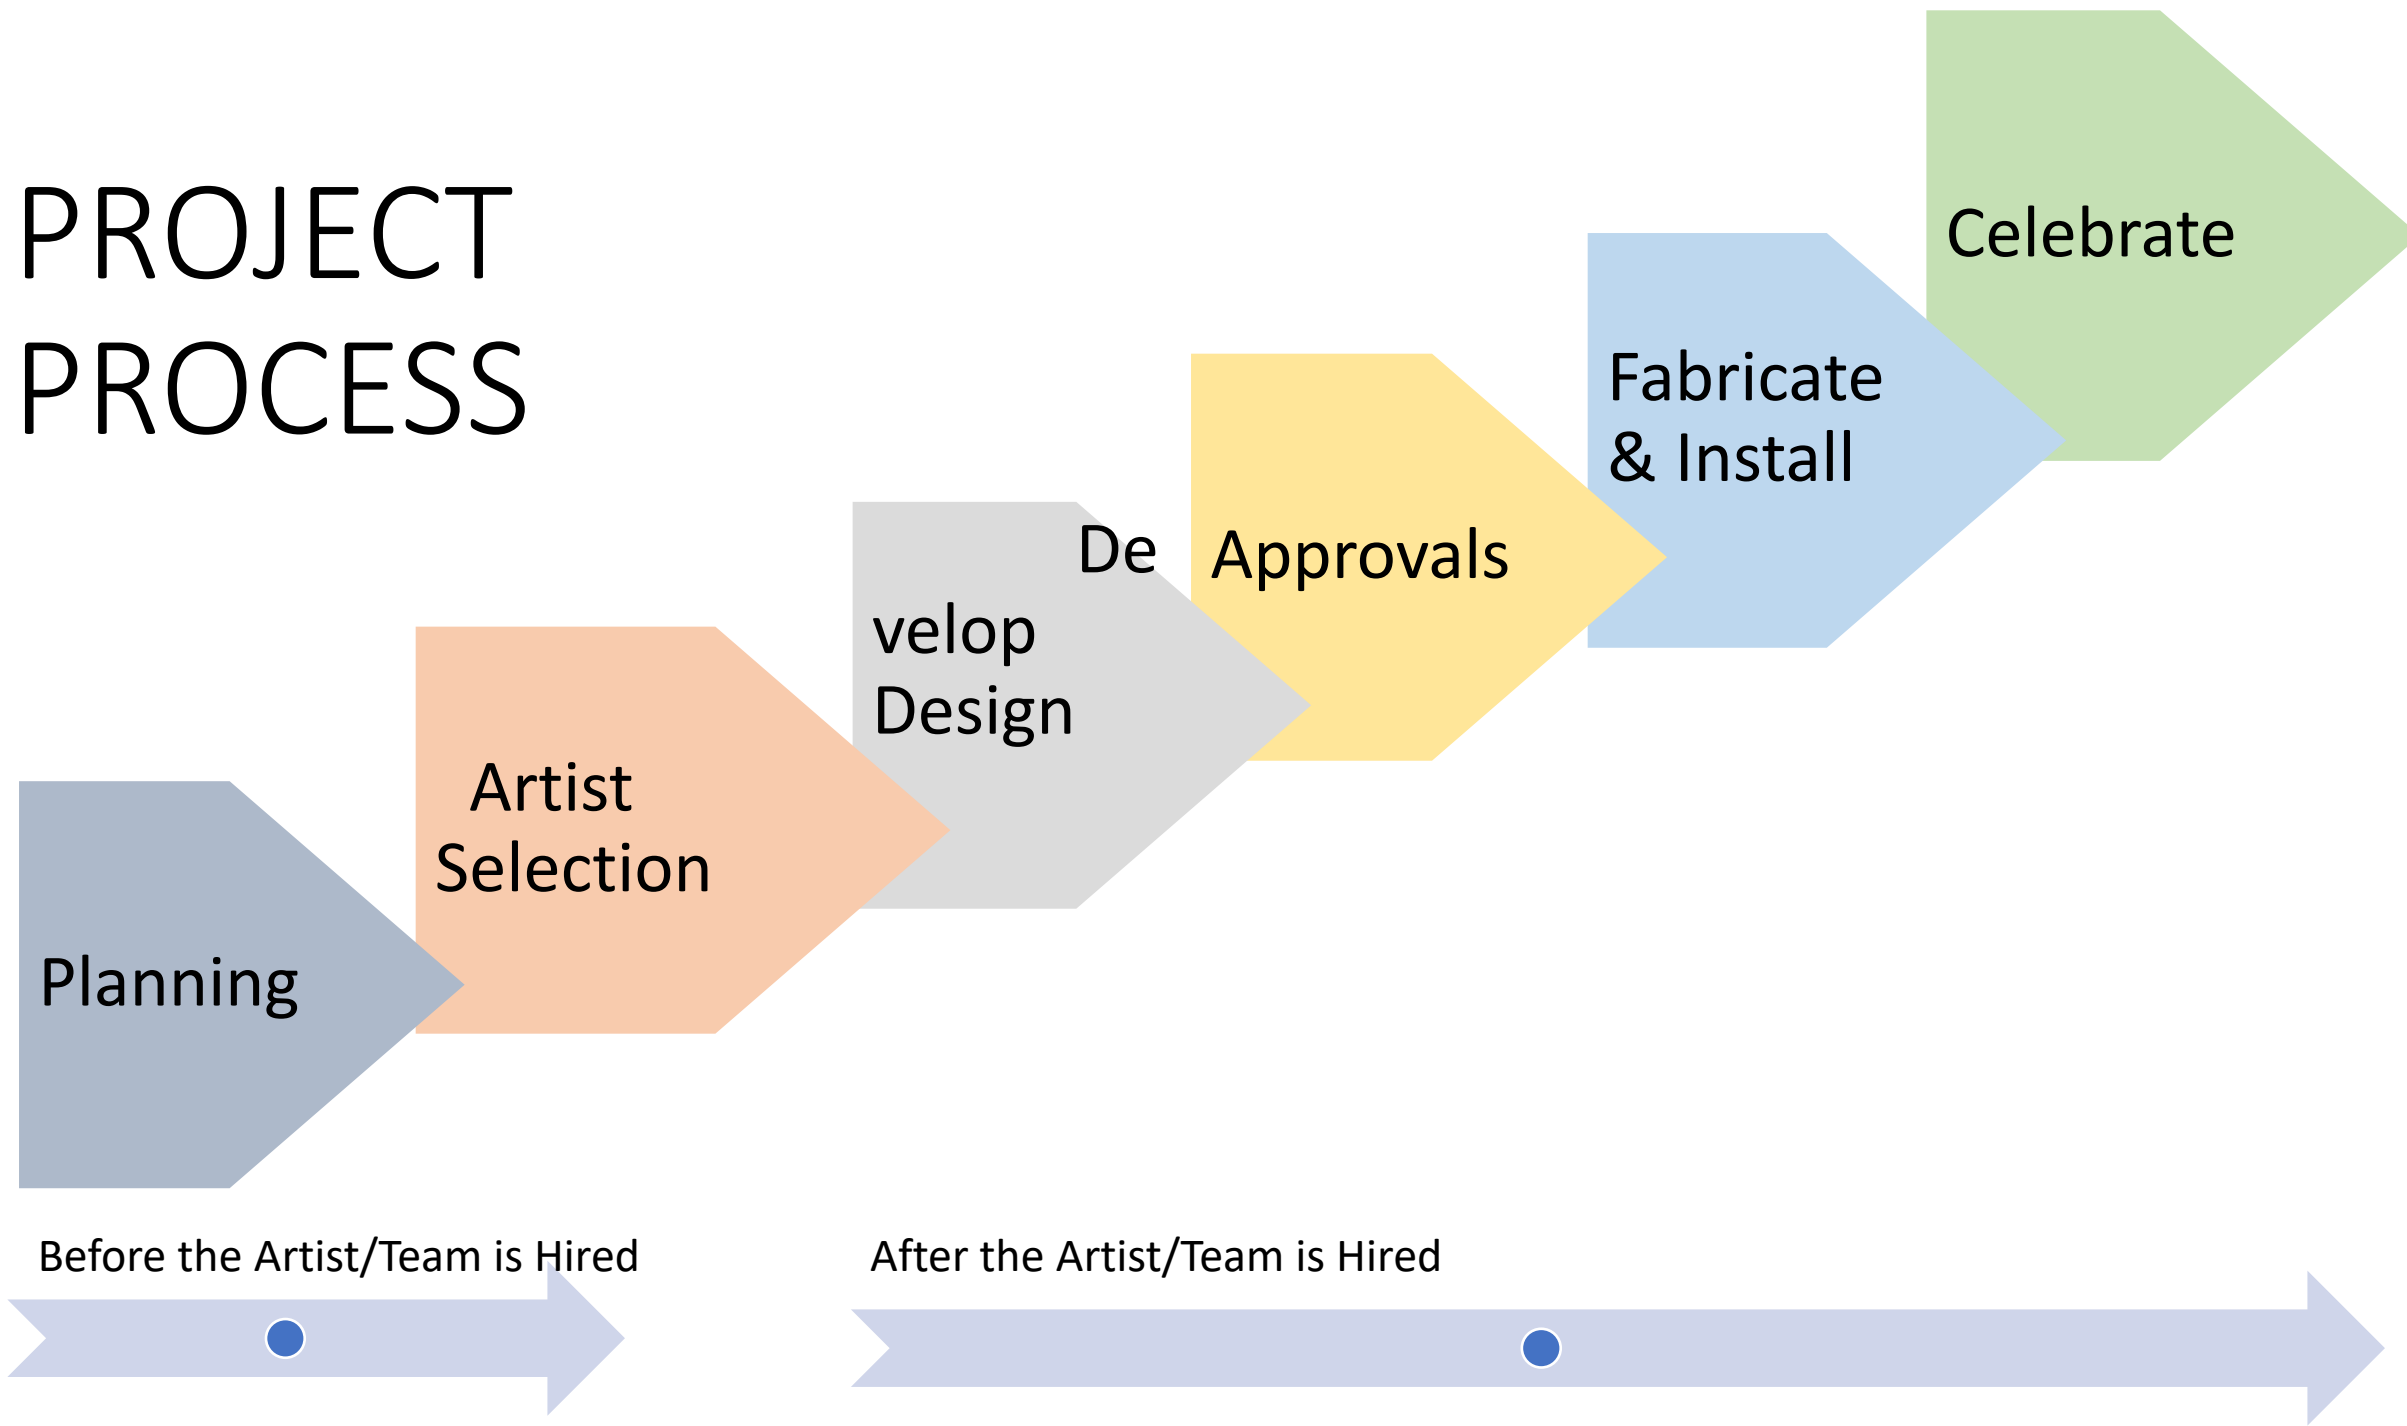 PROJECT
PROCESS
Planning
Artist
Selection
De
velop
Design
Approvals
Fabricate
& Install
Celebrate
Before the Artist/Team is Hired
After the Artist/Team is Hired